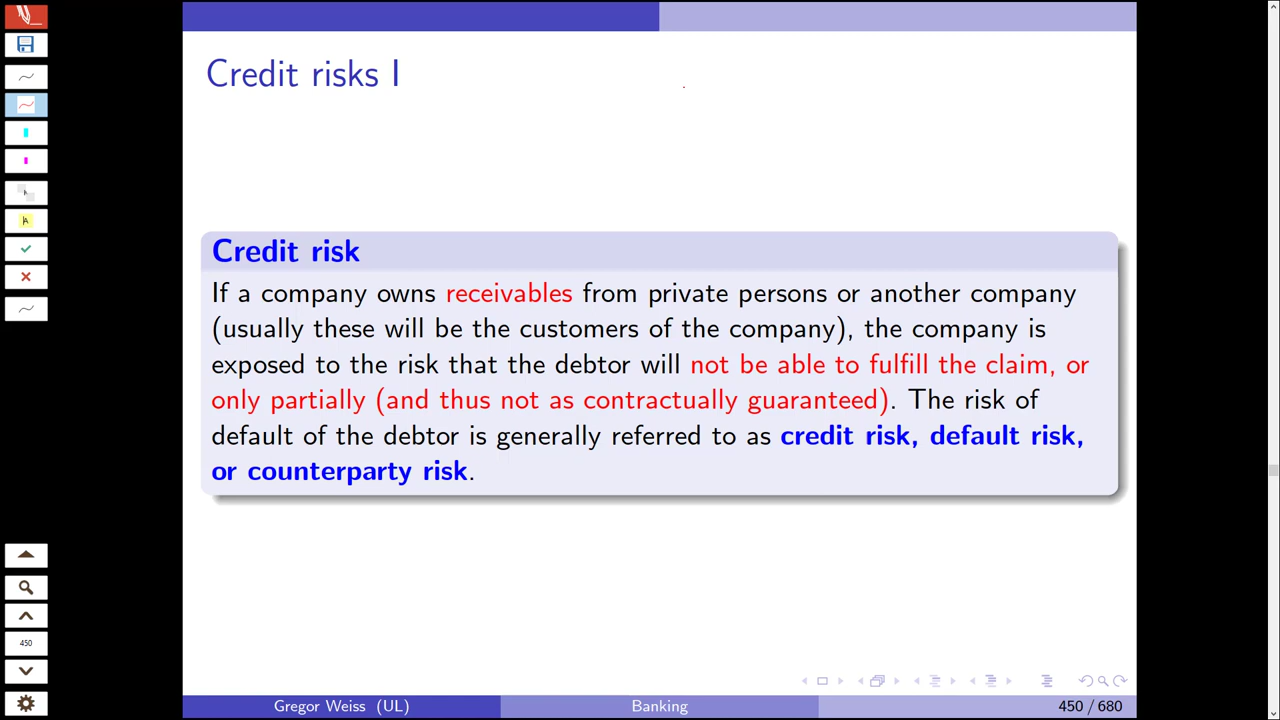 Credit risks I
Credit risk
If a company owns receivables from private persons or another company
(usually these will be the customers of the company), the company is
exposed to the risk that the debtor will not be able to fulfill the claim, or
only partially (and thus not as contractually guaranteed). The risk of
default of the debtor is generally referred to as credit risk, default risk,
or counterparty risk.
450
Gregor Weiss (UL) Banking 450 / 680